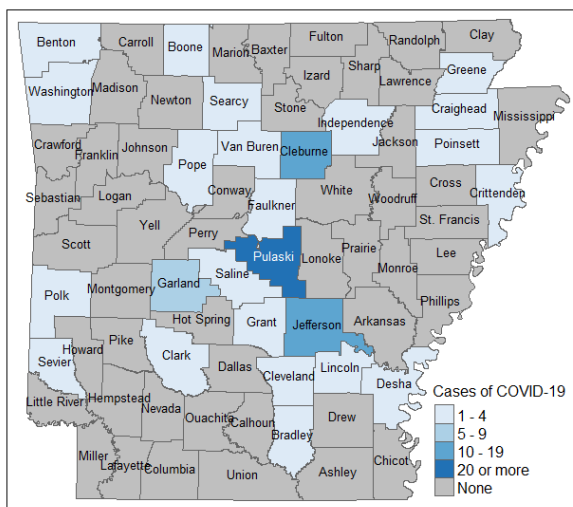 Benton
Carroll
Boone
Marion
Baxter
Fulton
Randolph
Clay
Sharp
Izard
Lawrence
Greene
Washington
Madison
Newton
Searcy
Stone
Independence
Craighead
Mississippi
Crawford
Franklin
Johnson
Pope
Van Buren
Cleburne
Jackson
Poinsett
Sebastian
Logan
Conway
Faulkner
White
Woodruff
Cross
Crittenden
Scott
Yell
Perry
Pulaski
Lonoke
Prairie
Monroe
St. Francis
Lee
Phillips
Polk
Montgomery
Garland
Saline
Hot Spring
Grant
Jefferson
Arkansas
Sevier
Howard
Pike
Clark
Dallas
Cleveland
Lincoln
Desha
Little River
Hempstead
Nevada
Ouachita
Calhoun
Bradley
Drew
Miller
Lafayette
Columbia
Union
Ashley
Chicot
Cases of COVID-19
1 - 4
5 - 9
10 - 19
20 or more
None